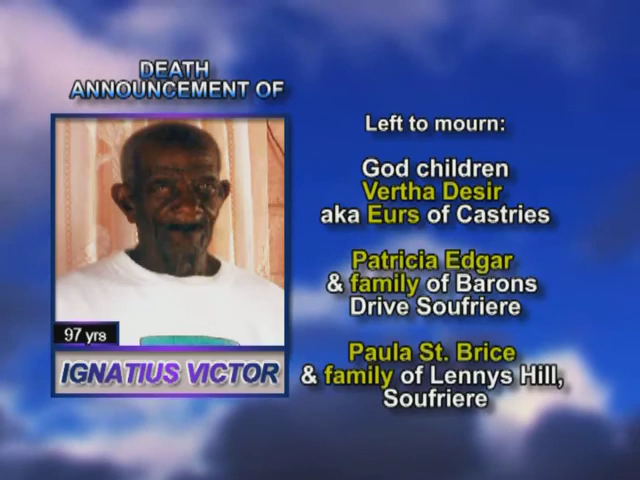 DEATH
ANNOUNCEMENT OF
97 yrs
IGNATIUS VICTOR
Left to mourn:
God children
Vertha Desir
aka Eurs of Castries
Patricia Edgar
& family of Barons
Drive Soufriere
Paula St. Brice
& family of Lennys Hill,
Soufriere